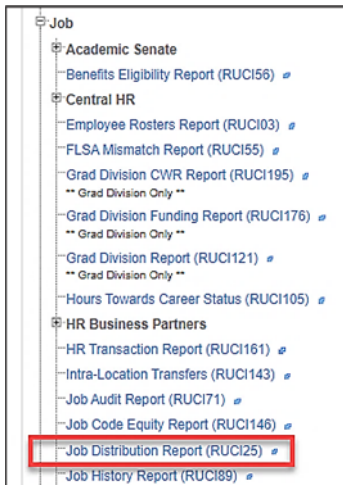 Job
Academic Senate
Benefits Eligibility Report (RUCI56)
Central HR
Employee Rosters Report (RUCI03)
FLSA Mismatch Report (RUCI55)
Grad Division CWR Report (RUCI195)
** Grad Division Only **
Grad Division Funding Report (RUCI176)
** Grad Division Only **
Grad Division Report (RUCI121)
** Grad Division Only **
Hours Towards Career Status (RUCI105)
HR Business Partners
HR Transaction Report (RUCI161)
Intra-Location Transfers (RUCI143)
Job Audit Report (RUCI71)
Job Code Equity Report (RUCI146)
Job Distribution Report (RUCI25)
Job History Report (RUCI89)